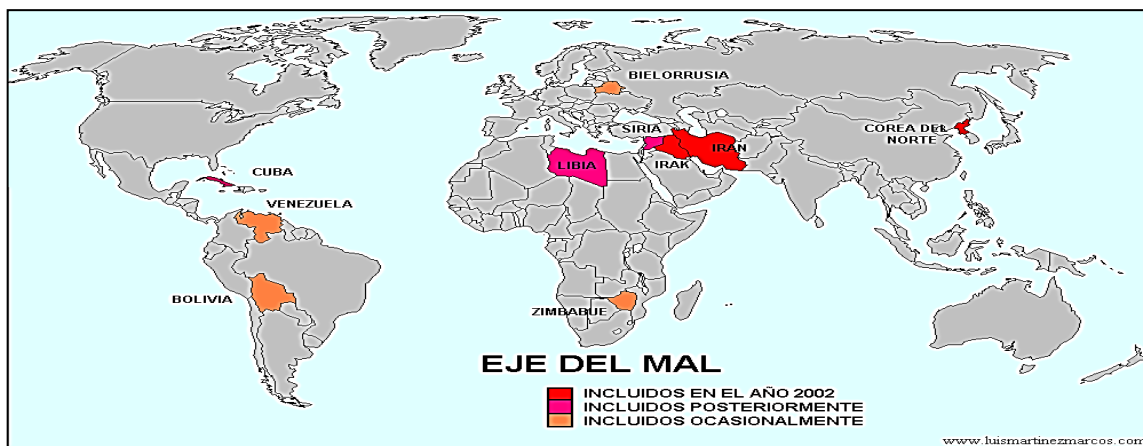 BIELORRUSIA
SIRIA
COREA DEL
NORTE
IRAN
LIBIA
IRAK
CUBA
VENEZUELA
BOLIVIA
ZIMBABUE
EJE DEL MAL
INCLUIDOS EN EL AÑO 2002
INCLUIDOS POSTERIORMENTE
INCLUIDOS OCASIONALMENTE
www.luismartinezmarcos.com